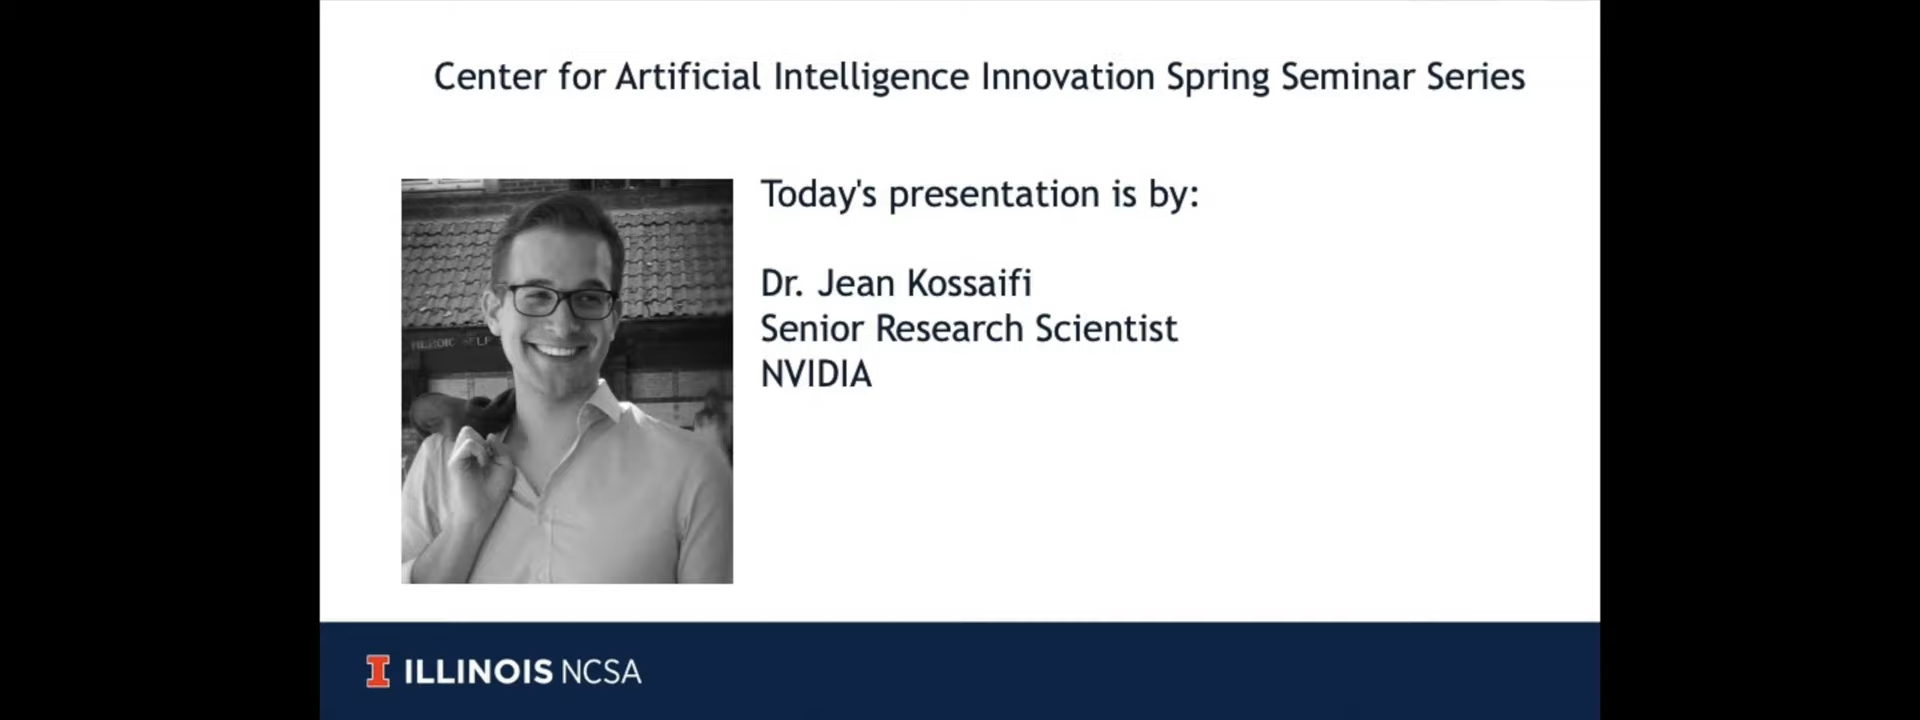 Center for Artificial Intelligence Innovation Spring Seminar Series
Today's presentation is by:
Dr. Jean Kossaifi
Senior Research Scientist
NVIDIA
ILLINOIS NCSA